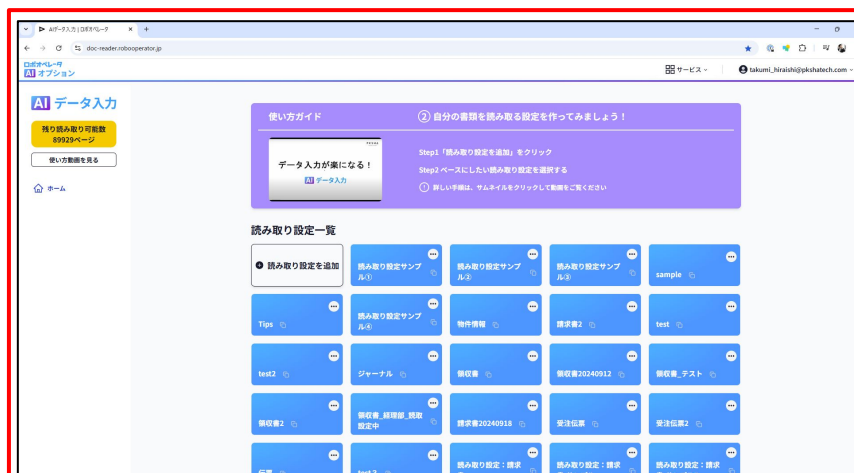 AIデータ入力 | ロボオペレータ
doc-reader.robooperator.jp
ロボオペレータ
AI オプション
サービス
takumi_hiraishi@pkshatech.com
AI データ入力
残り読み取り可能数
89929ページ
使い方動画を見る
ホーム
使い方ガイド
② 自分の書類を読み取る設定を作ってみましょう！
データ入力が楽になる！
AI データ入力
Step1「読み取り設定を追加」をクリック
Step2 ベースにしたい読み取り設定を選択する
詳しい手順は、サムネイルをクリックして動画をご覧ください
読み取り設定一覧
読み取り設定を追加
読み取り設定サンプ
ル①
読み取り設定サンプ
ル②
読み取り設定サンプ
ル③
sample
Tips
読み取り設定サンプ
ル④
物件情報
請求書2
test
test2
ジャーナル
領収書
領収書20240912
領収書_テスト
領収書2
領収書_経理部_読取
設定中
請求書20240918
受注伝票
受注伝票2
伝票
test 3
読み取り設定：請求
読み取り設定：請求
読み取り設定：請求